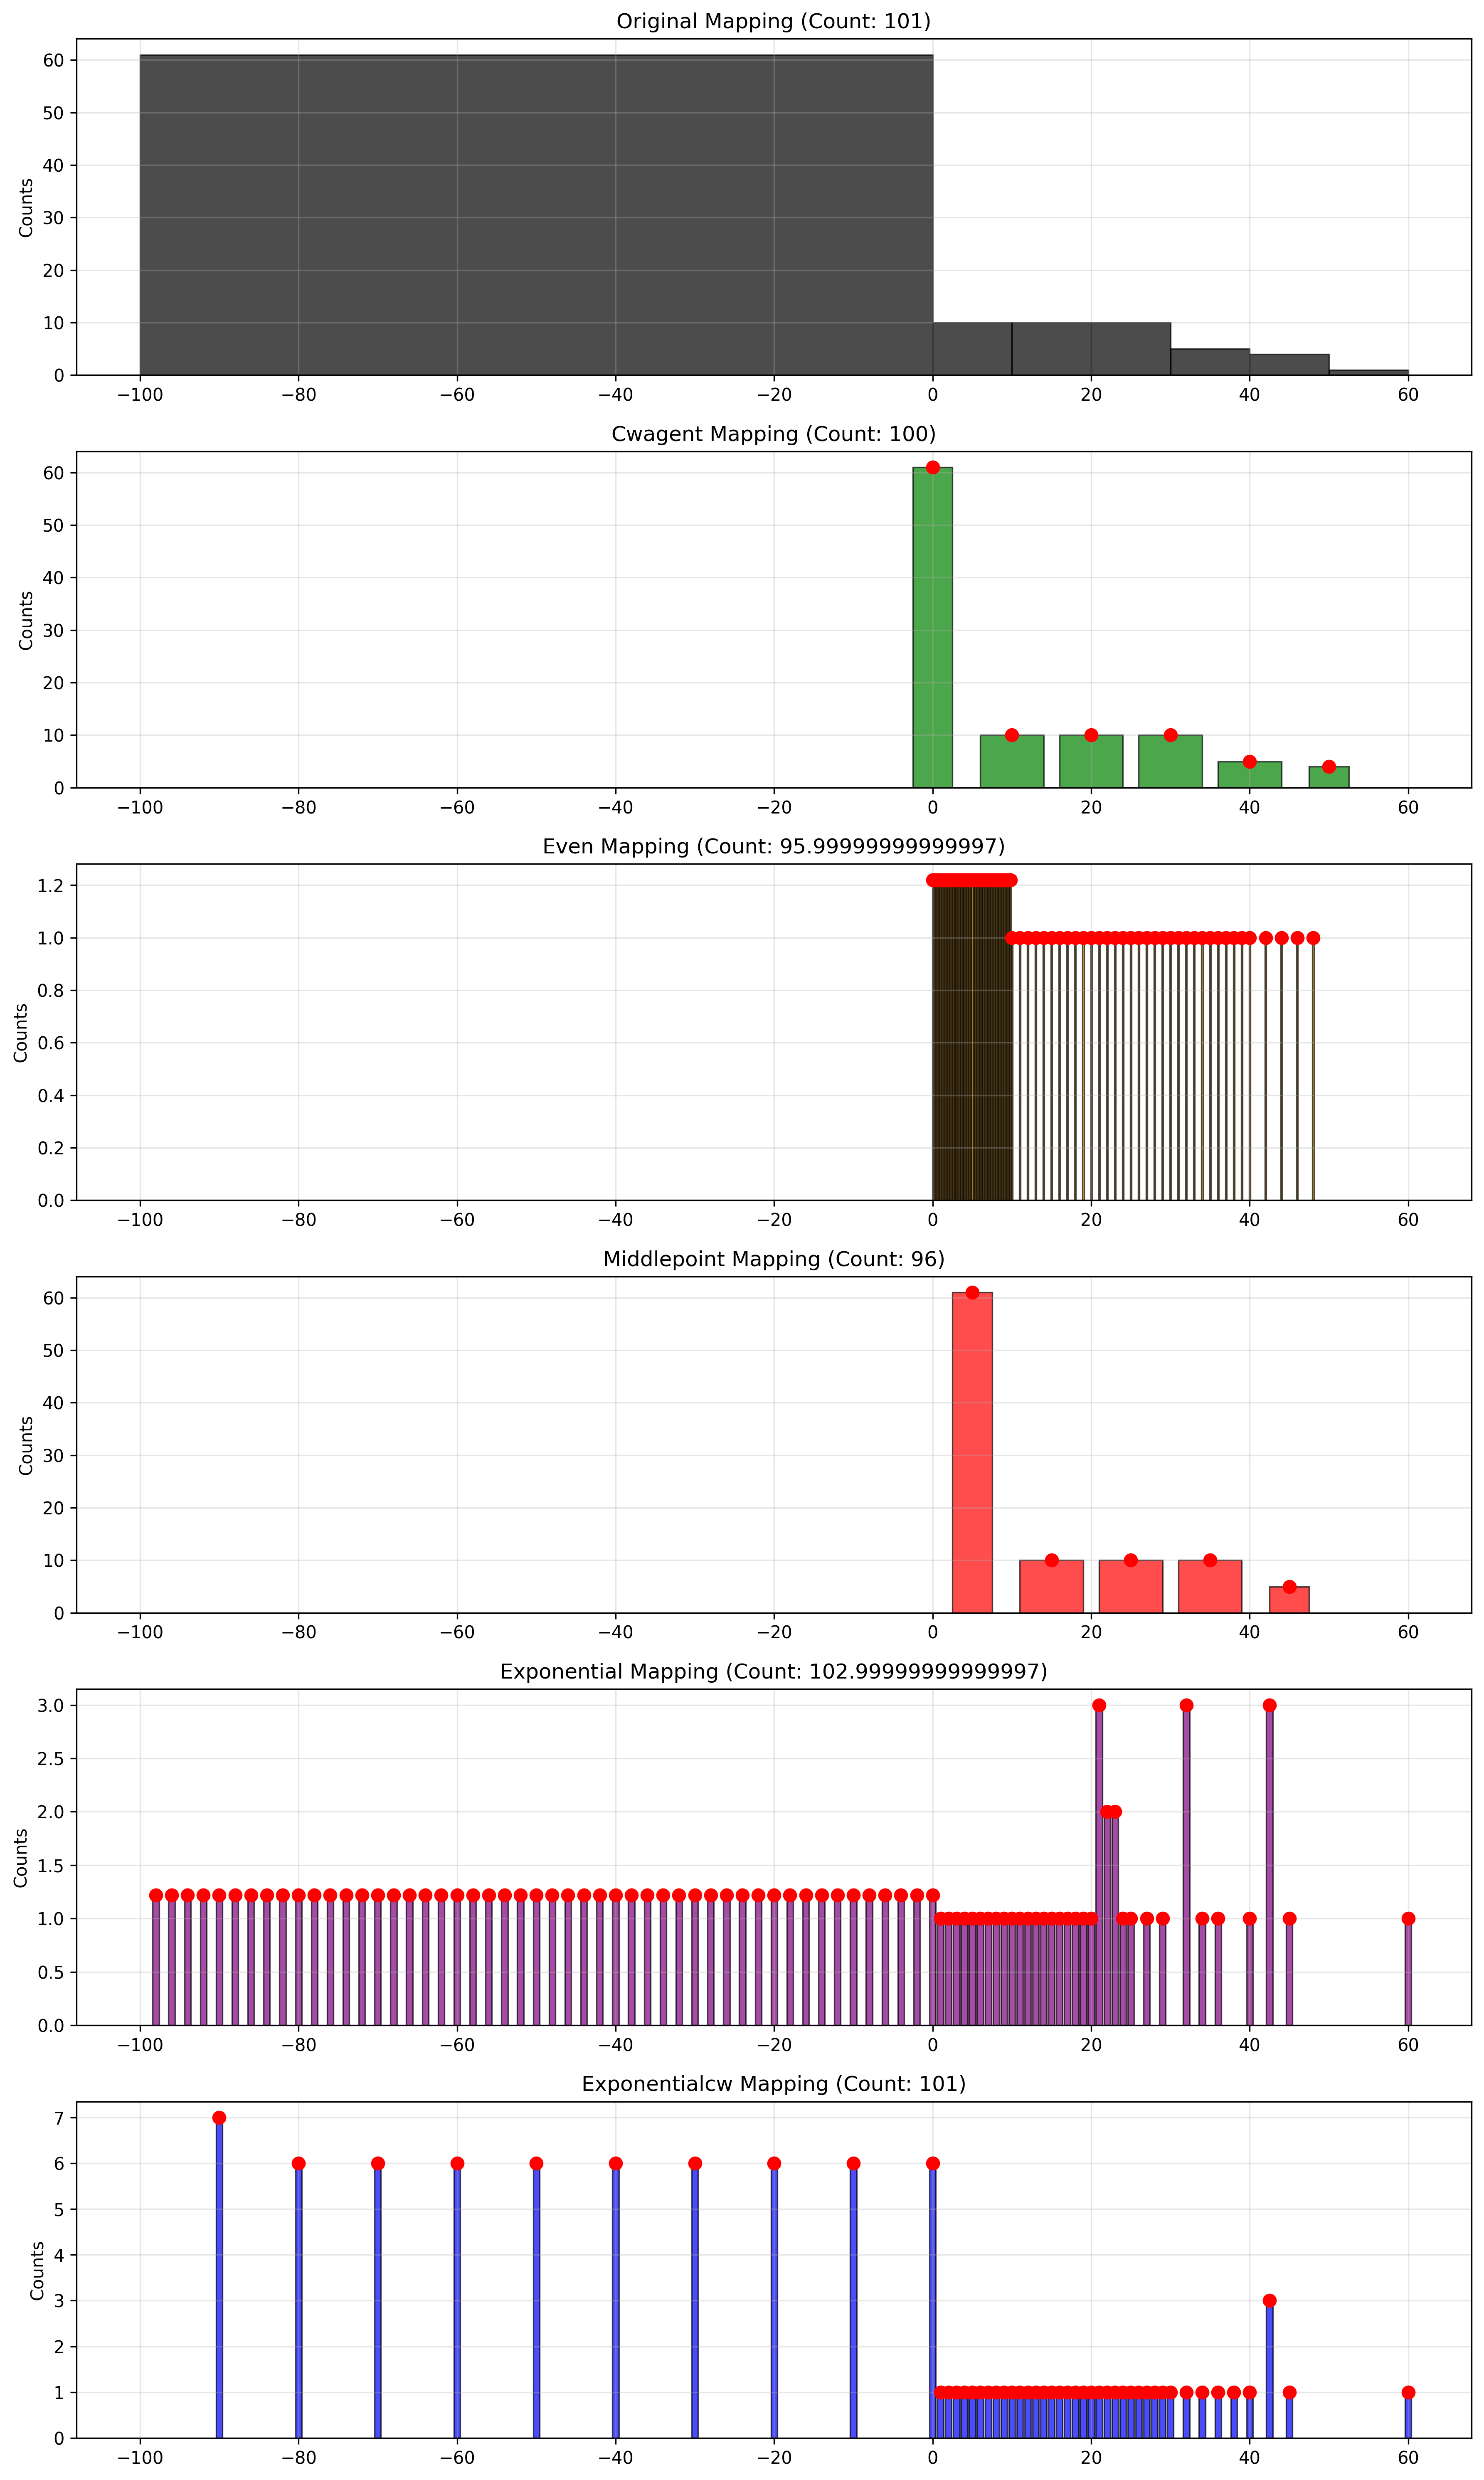 Original Mapping (Count: 101)
60
50
40
30
20
10
0
Counts
−100 −80 −60 −40 −20 0 20 40 60
Cwagent Mapping (Count: 100)
60
50
40
30
20
10
0
Counts
−100 −80 −60 −40 −20 0 20 40 60
Even Mapping (Count: 95.99999999999997)
1.2
1.0
0.8
0.6
0.4
0.2
0.0
Counts
−100 −80 −60 −40 −20 0 20 40 60
Middlepoint Mapping (Count: 96)
60
50
40
30
20
10
0
Counts
−100 −80 −60 −40 −20 0 20 40 60
Exponential Mapping (Count: 102.99999999999997)
3.0
2.5
2.0
1.5
1.0
0.5
0.0
Counts
−100 −80 −60 −40 −20 0 20 40 60
Exponentialcw Mapping (Count: 101)
7
6
5
4
3
2
1
0
Counts
−100 −80 −60 −40 −20 0 20 40 60